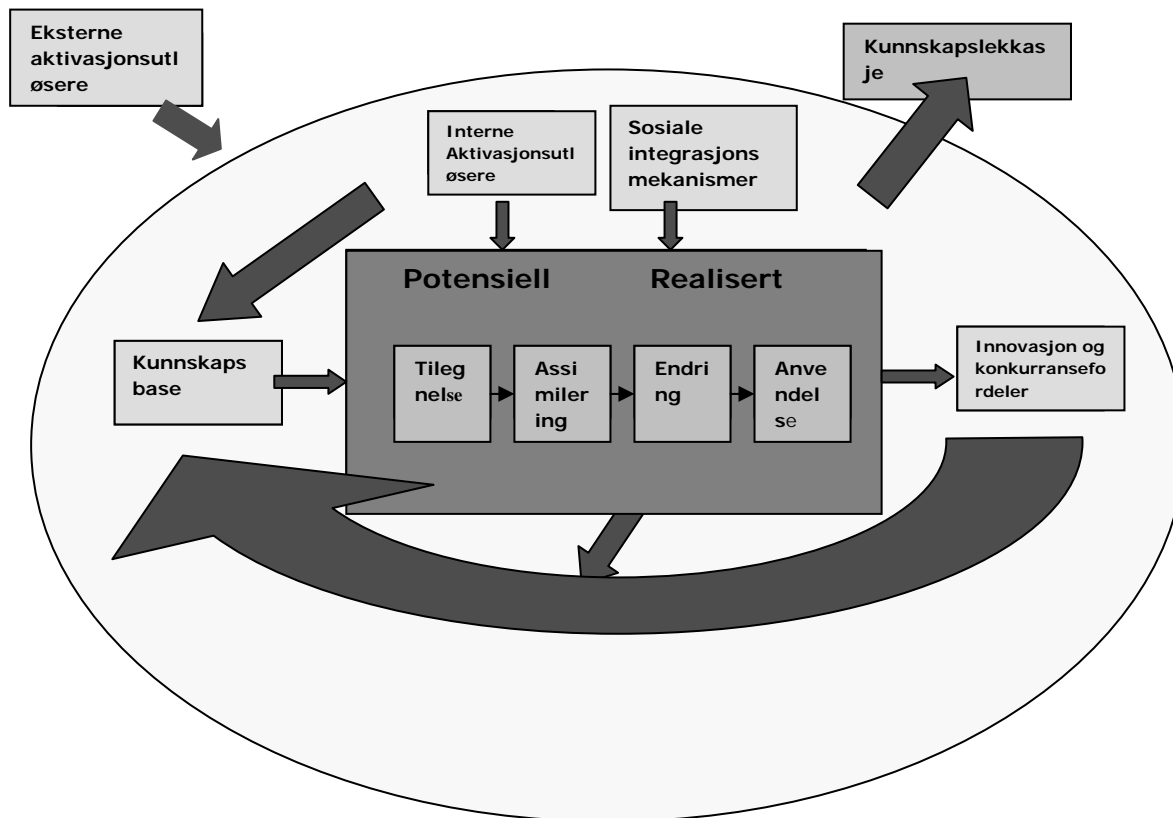 Eksterne
aktivasjonsutl
øsere
Kunnskapslekkas
je
Interne
Aktivasjonsutl
øsere
Sosiale
integrasjons
mekanismer
Potensiell
Realisert
Kunnskaps
base
Tileg
nelse
Assi
miler
ing
Endri
ng
Anve
ndel
se
Innovasjon og
konkurransefo
rdeler